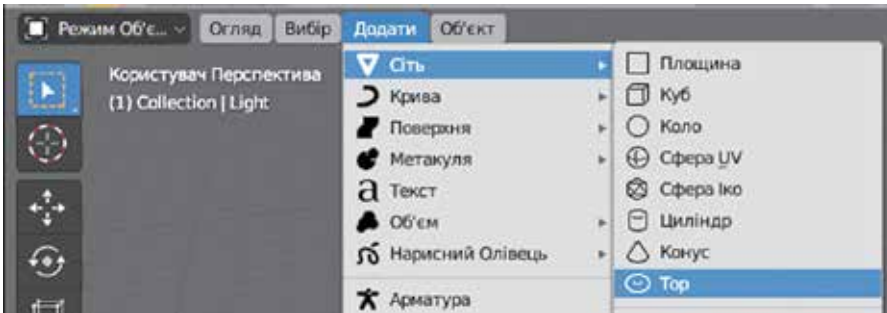 Режим Об'є... Огляд Вибір Додати Об'єкт
Користувач Перспектива
(1) Collection | Light
Сіть
Крива
Поверхня
Метакуля
Текст
Об'єм
Нарисний Олівець
Арматура
Площина
Куб
Коло
Сфера UV
Сфера Іко
Циліндр
Конус
Тор